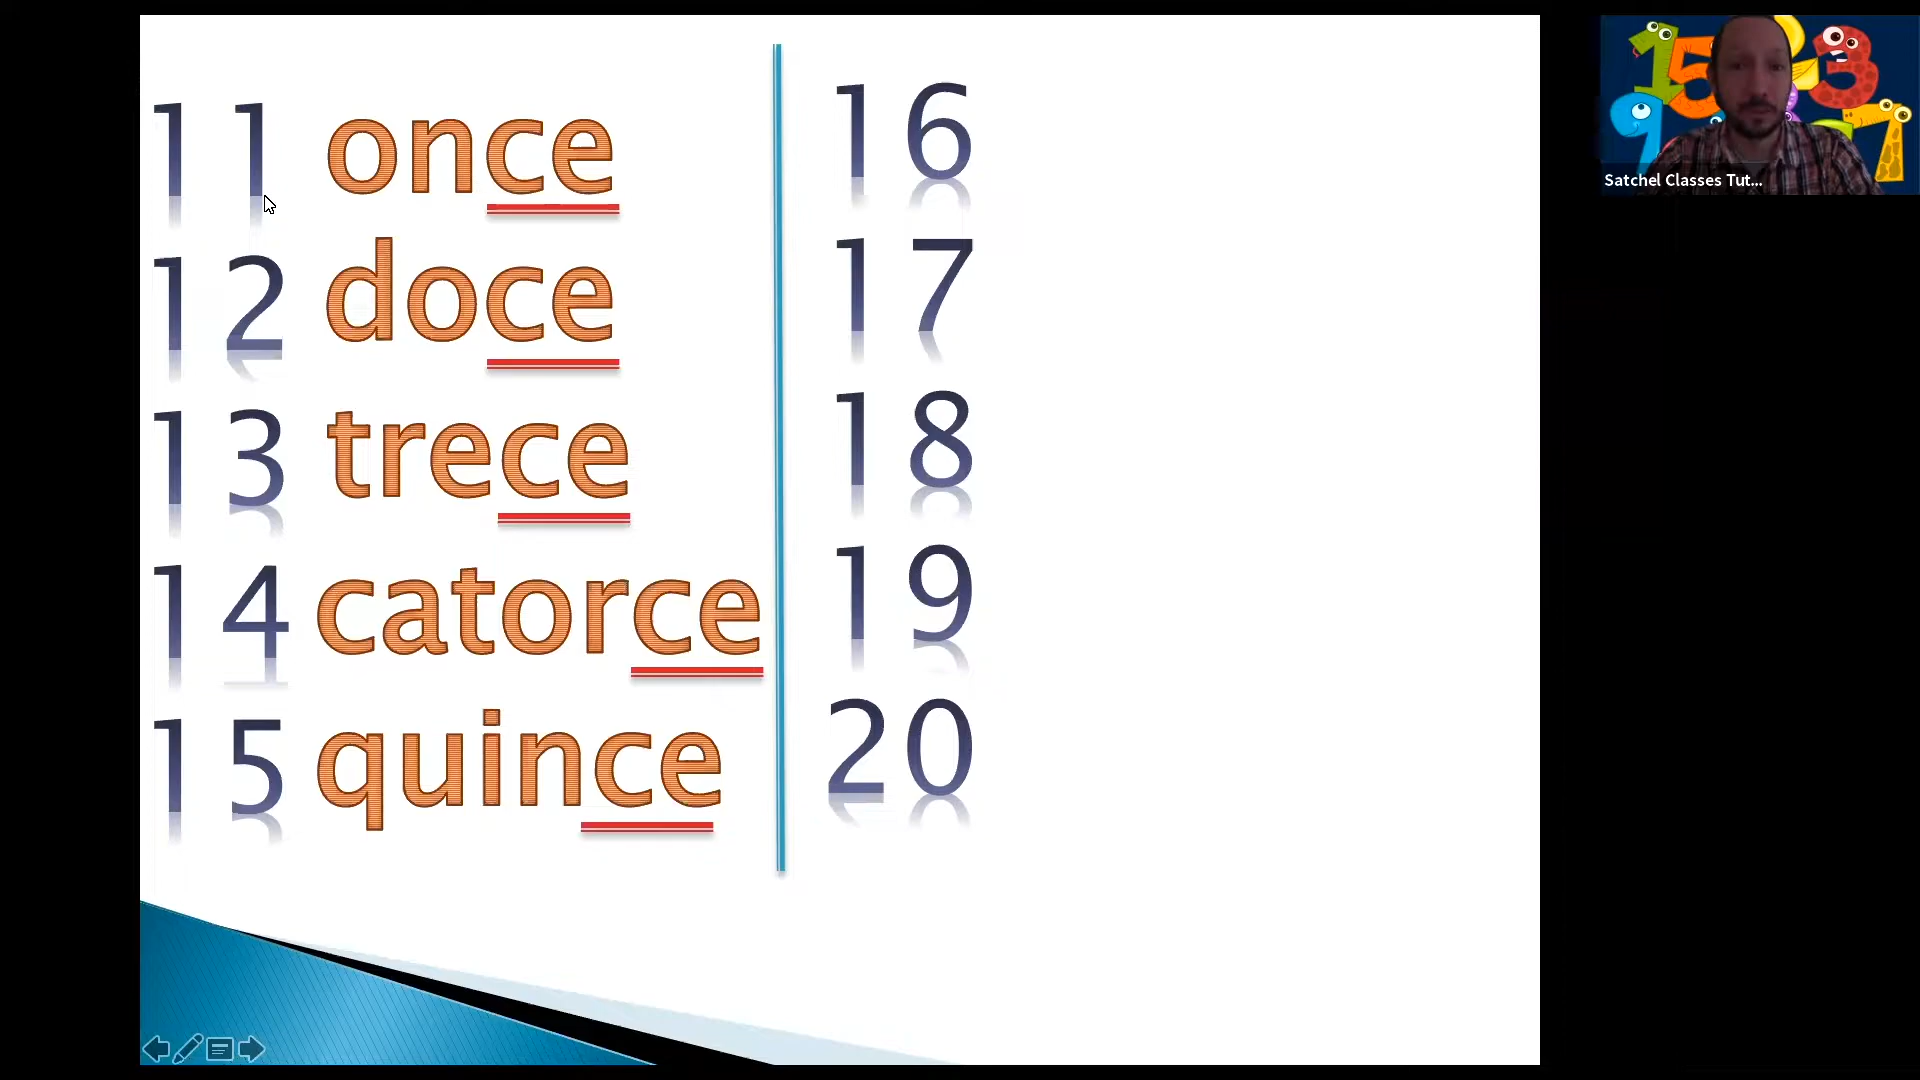 11 once
12 doce
13 trece
14 catorce
15 quince
16
17
18
19
20
Satchel Classes Tut...